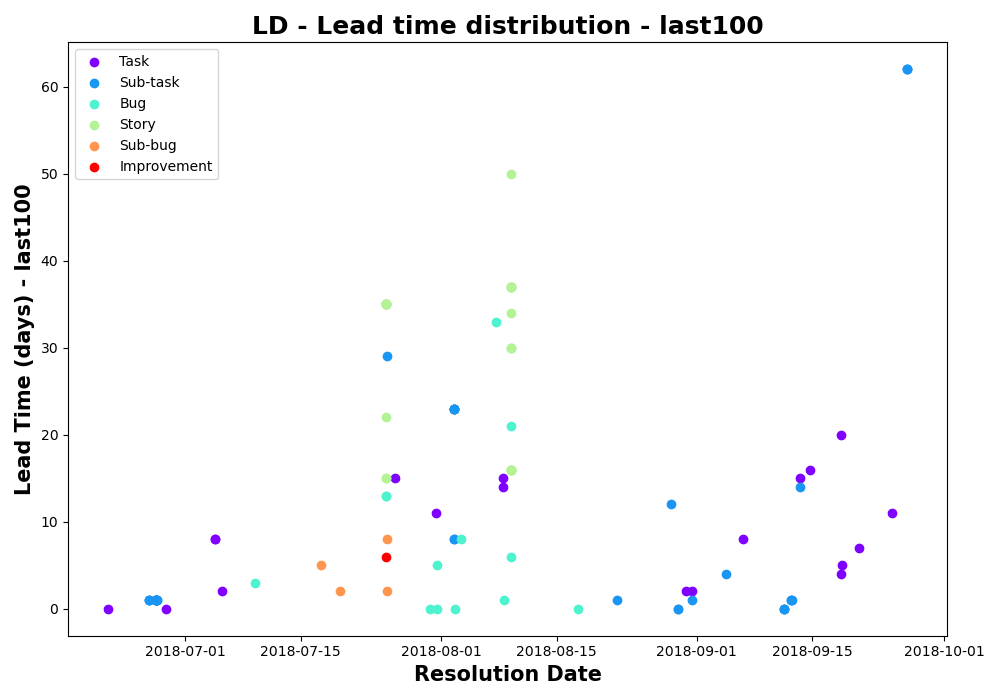 LD - Lead time distribution - last100
Task
Sub-task
Bug
Story
Sub-bug
Improvement
60
50
40
30
20
10
0
Lead Time (days) - last100
2018-07-01
2018-07-15
2018-08-01
2018-08-15
2018-09-01
2018-09-15
2018-10-01
Resolution Date